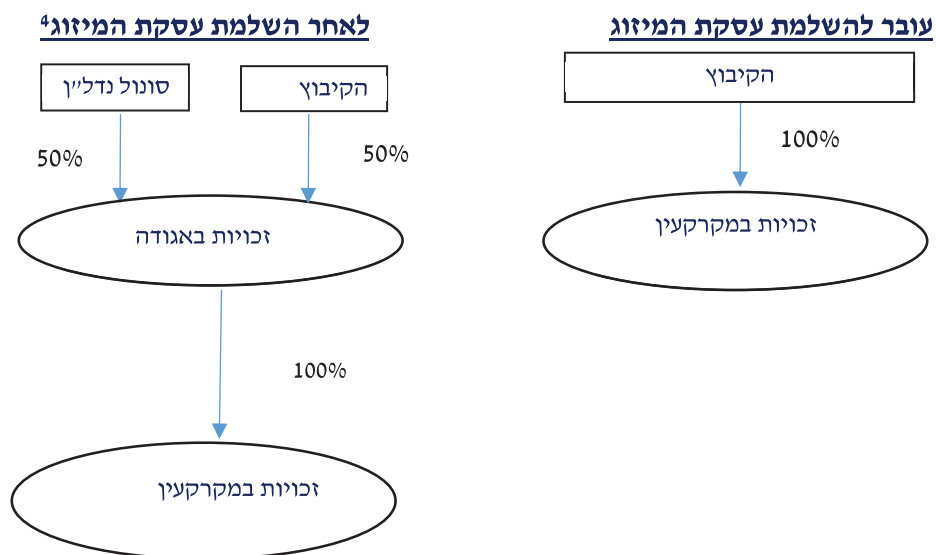 עובר להשלמת עסקת המיזוג
הקיבוץ
100%
זכויות במקרקעין
לאחר השלמת עסקת המיזוג⁴
הקיבוץ
סונול נדל״ן
50%
50%
זכויות באגודה
100%
זכויות במקרקעין